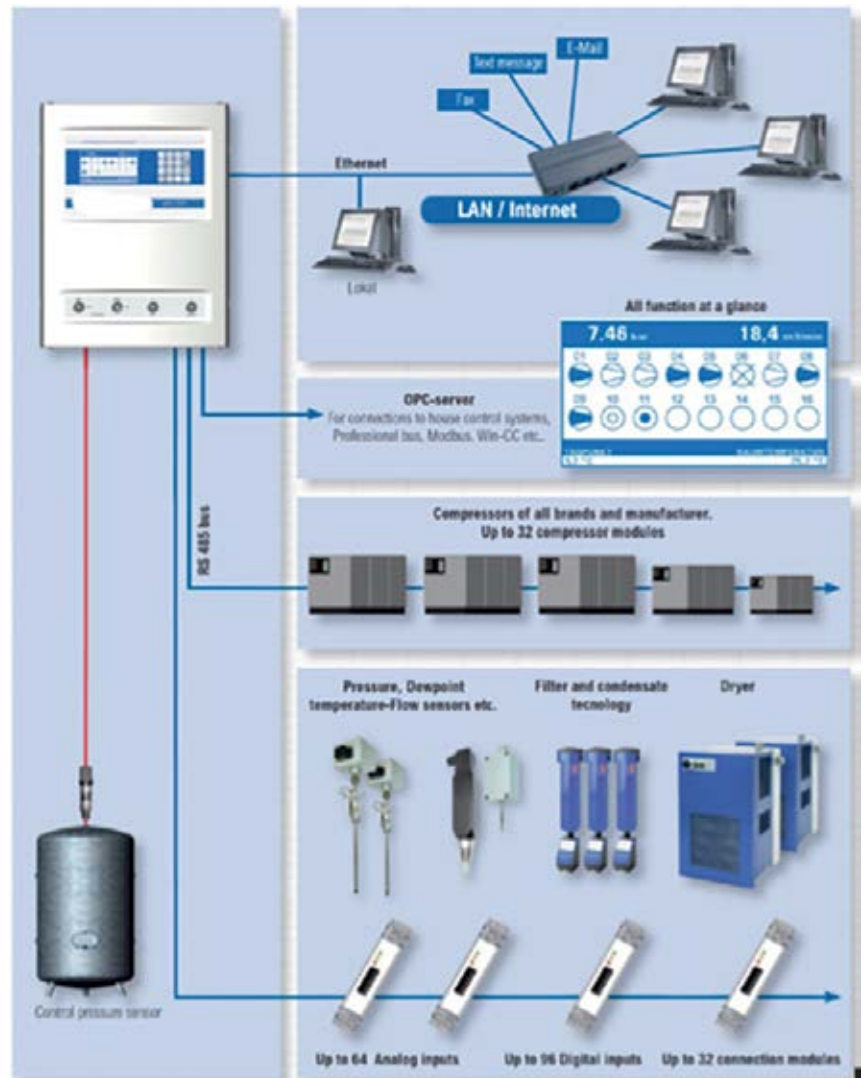 E-Mail
Text message
Fax
Ethernet
LAN / Internet
Lokal
All function at a glance
7.46 bar
18,4
01 02 03 04 05 06 07 08
09 10 11 12 13 14 15 16
OPC-server
For connections to house control systems,
Professional bus, Modbus, Win-CC etc..
RS 485 bus
Compressors of all brands and manufacturer.
Up to 32 compressor modules
Pressure, Dewpoint
temperature-Flow sensors etc.
Filter and condensate
tecnology
Dryer
Control pressure sensor
Up to 64 Analog inputs
Up to 96 Digital inputs
Up to 32 connection modules